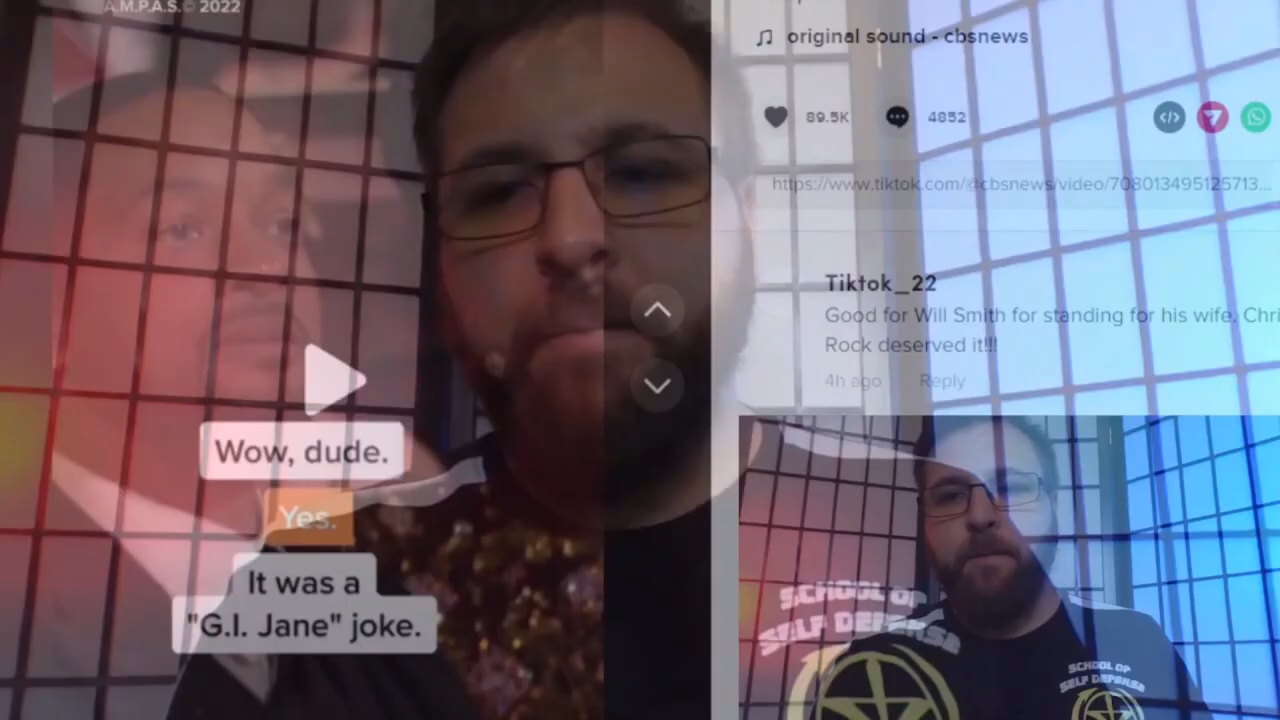 A.M.P.A.S.© 2022
Wow, dude.
Yes.
It was a
"G.I. Jane" joke.
original sound - cbsnews
89.5K
4852
https://www.tiktok.com/@cbsnews/video/708013495125713...
Tiktok_22
Good for Will Smith for standing for his wife. Chri
Rock deserved it!!!
4h ago Reply
SCHOOL OF
SELF DEFENSE
SCHOOL OF
SELF DEFENSE